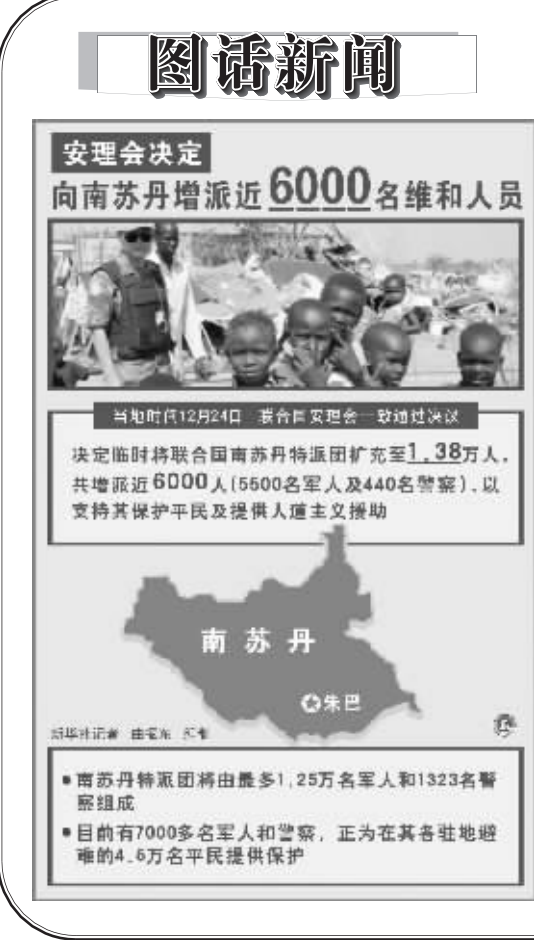 图话新闻
安理会决定
向南苏丹增派近6000名维和人员
当地时间12月24日 联合国安理会一致通过决议
决定临时将联合国南苏丹特派团扩充至1.38万人，
共增派近6000人(5500名军人及440名警察)，以
支持其保护平民及提供人道主义援助
南苏丹
朱巴
新华社记者
南苏丹特派团将由最多1.25万名军人和1323名警
察组成
目前有7000多名军人和警察，正为在其各驻地避
难的4.5万名平民提供保护